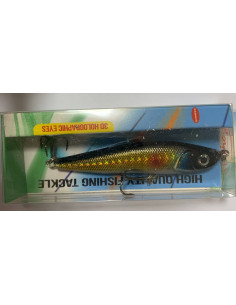 3D HOLOGRAPHIC EYES
HIGH QUALITY FISHING TACKLE